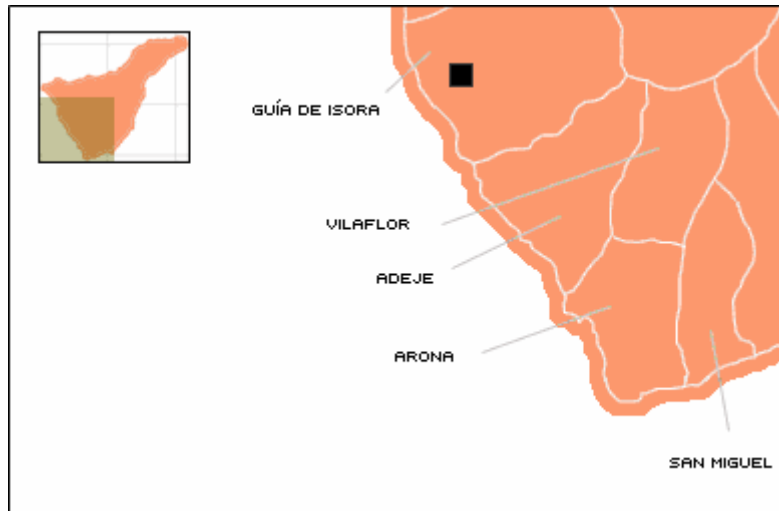 GUÍA DE ISORA
VILAFLOR
ADEJE
ARONA
SAN MIGUEL